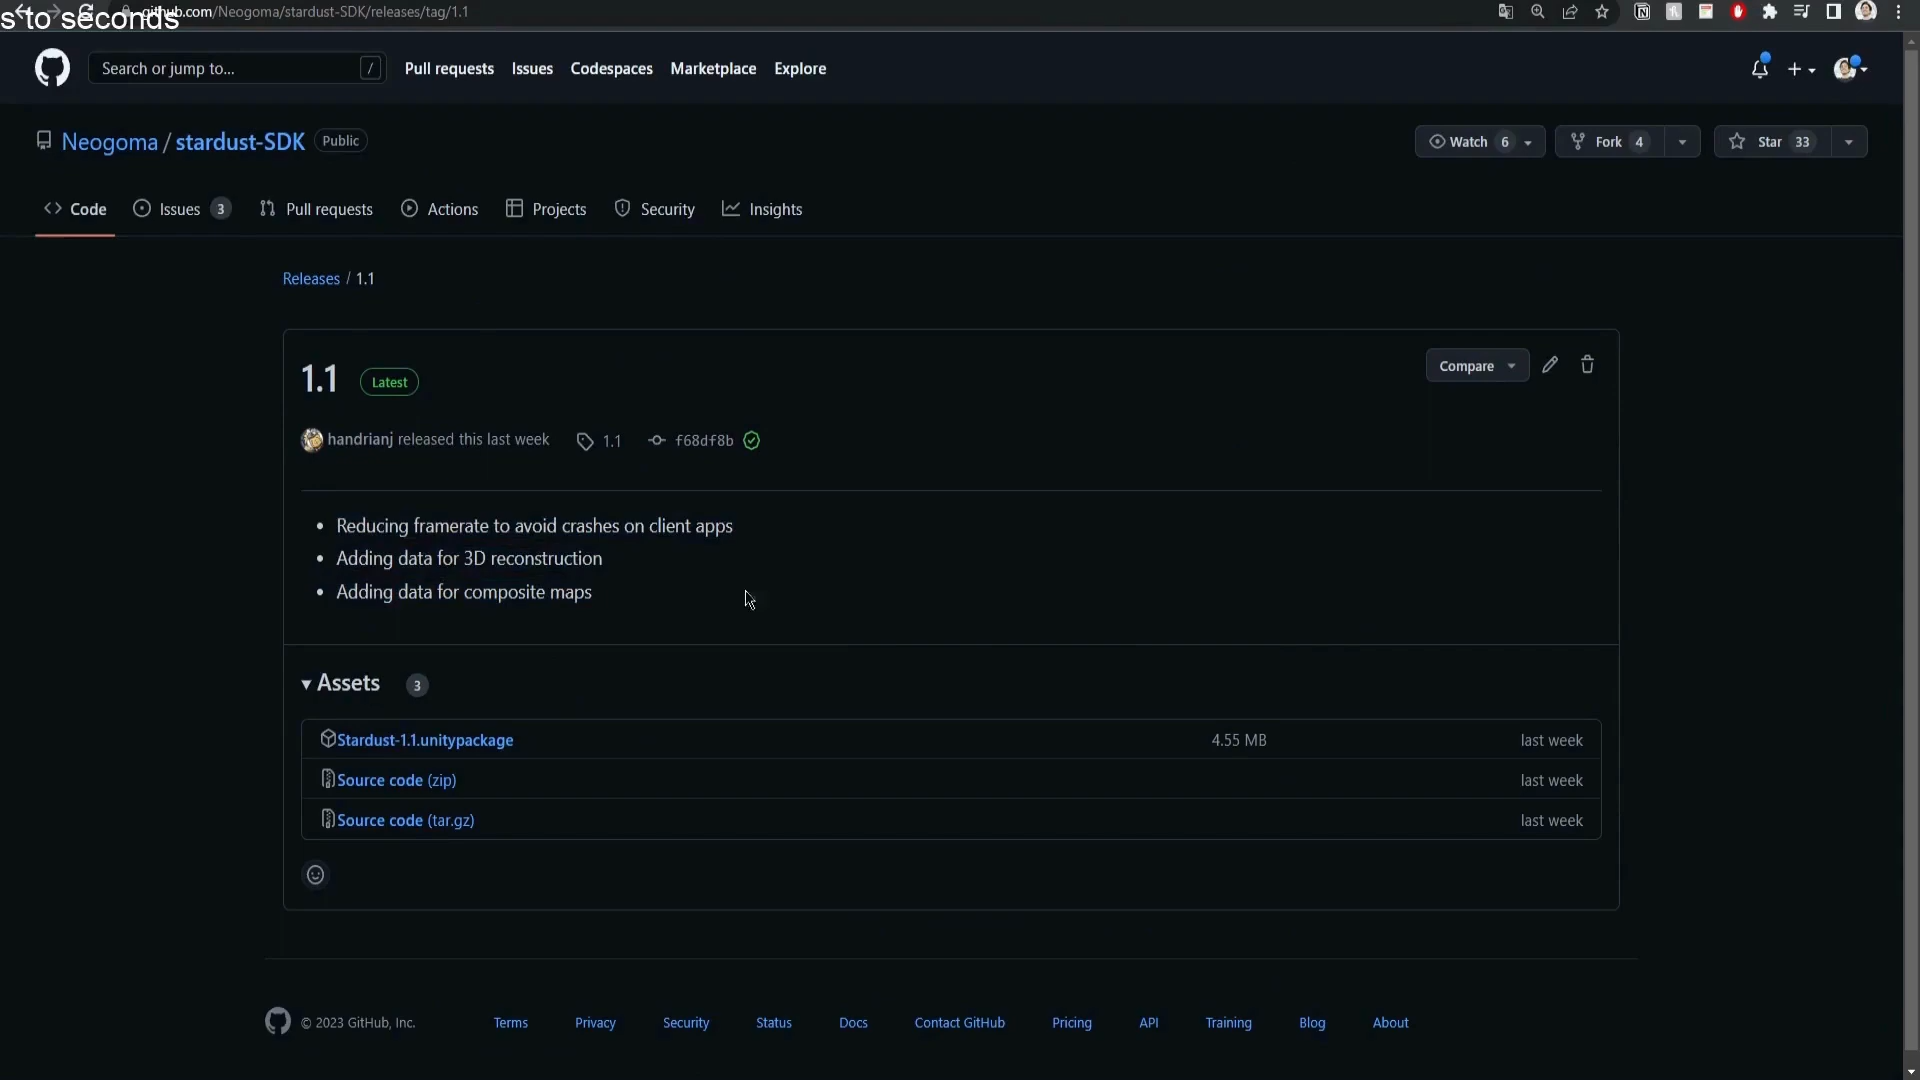 github.com/Neogoma/stardust-SDK/releases/tag/1.1
s to seconds
Search or jump to... /
Pull requests Issues Codespaces Marketplace Explore
Neogoma / stardust-SDK Public
Watch 6 Fork 4 Star 33
Code Issues 3 Pull requests Actions Projects Security Insights
Releases / 1.1
1.1 Latest
Compare
handrianj released this last week 1.1 f68df8b
• Reducing framerate to avoid crashes on client apps
• Adding data for 3D reconstruction
• Adding data for composite maps
Assets 3
Stardust-1.1.unitypackage 4.55 MB last week
Source code (zip) last week
Source code (tar.gz) last week
© 2023 GitHub, Inc. Terms Privacy Security Status Docs Contact GitHub Pricing API Training Blog About